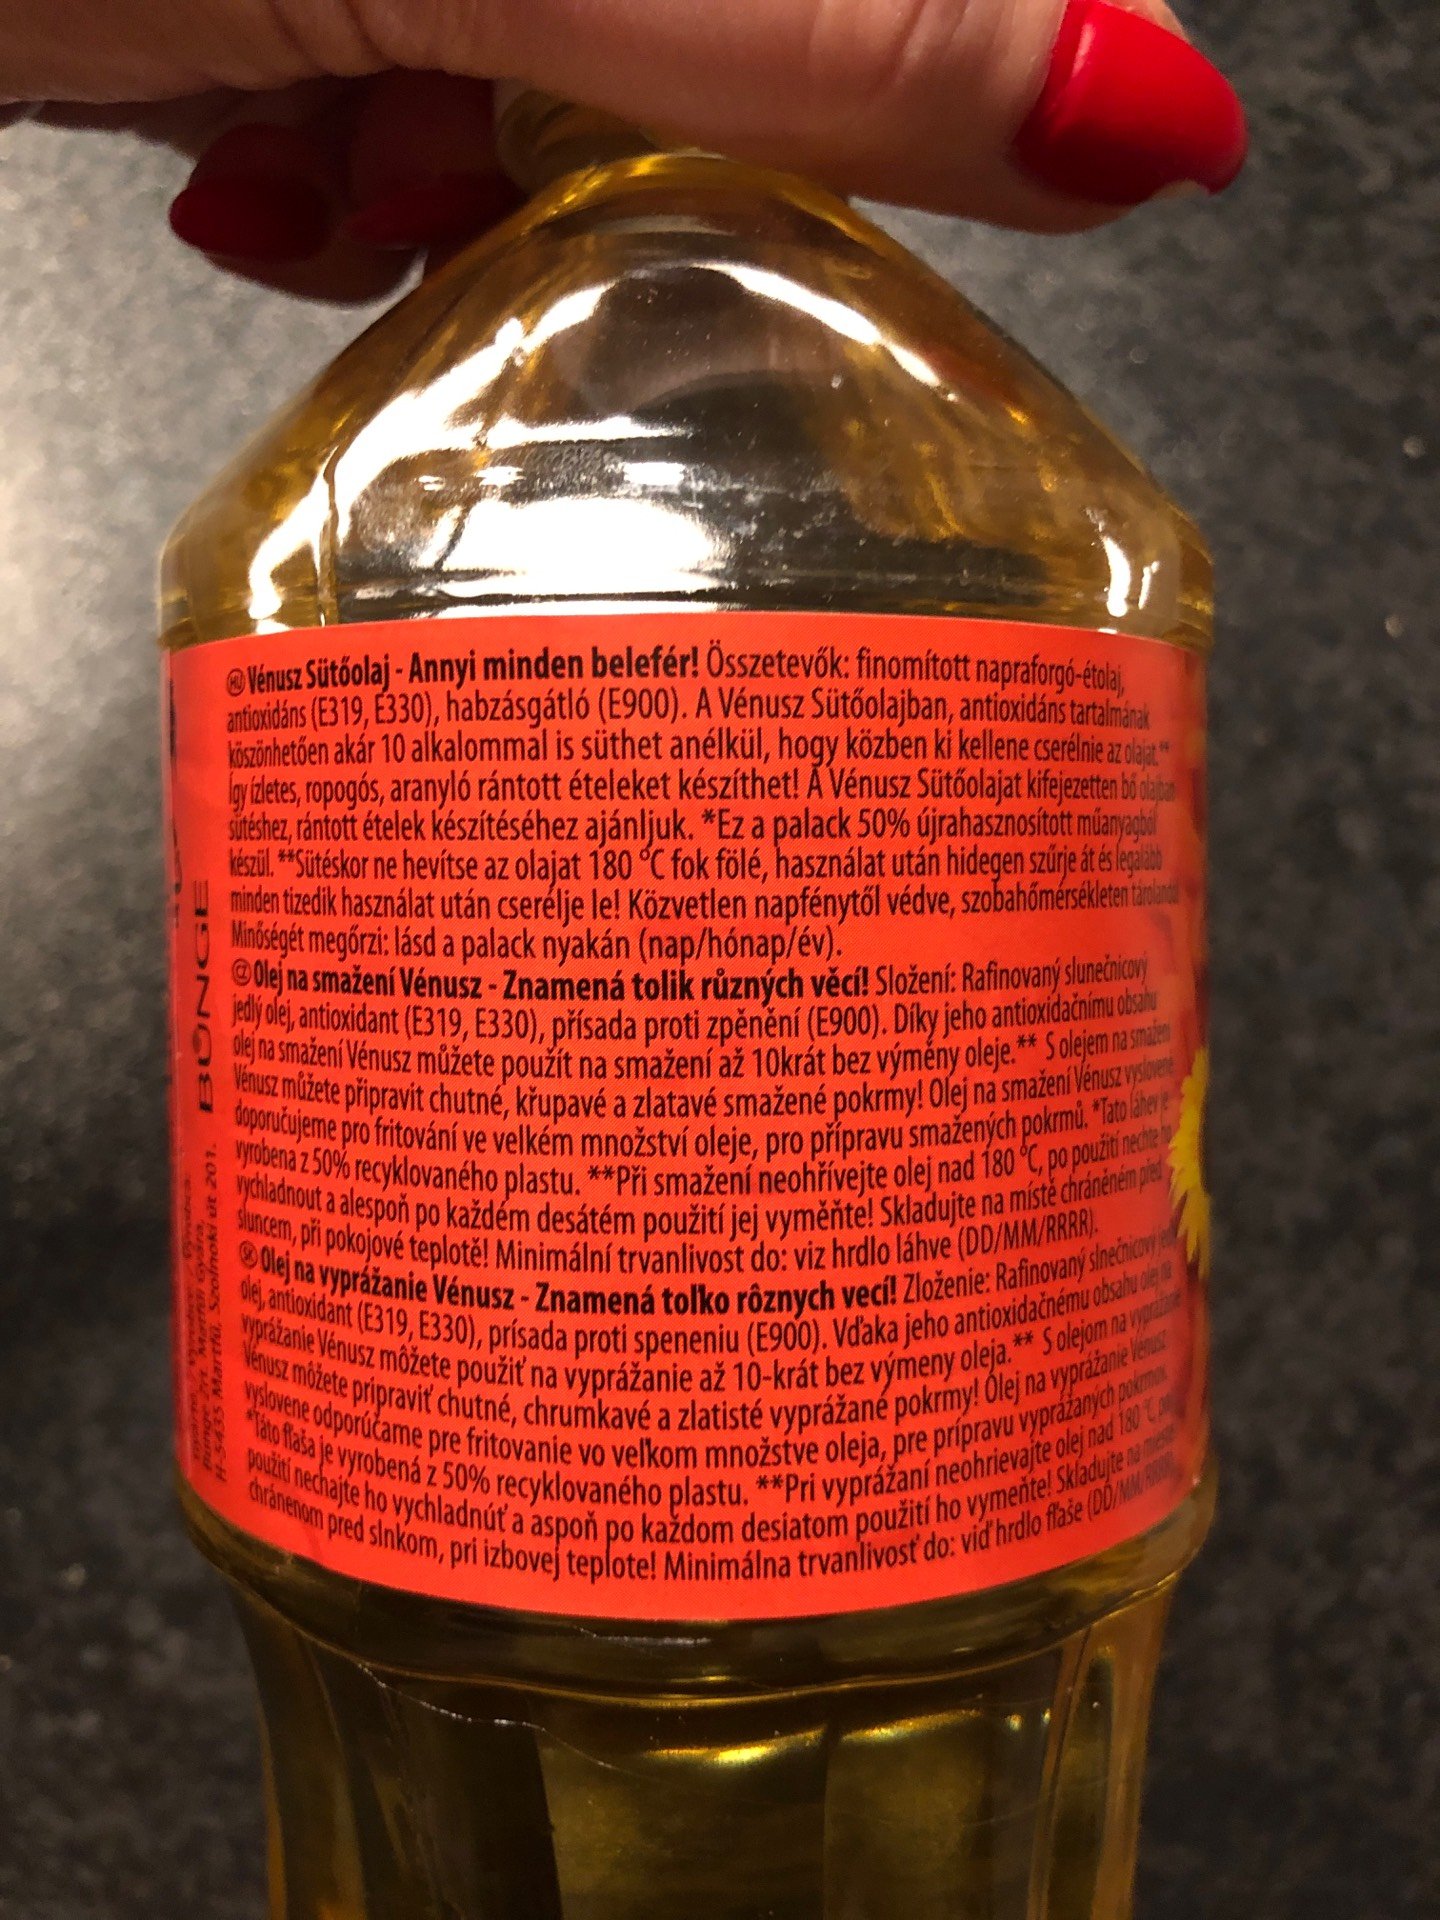 HU Vénusz Sütőolaj - Annyi minden belefér! Összetevők: finomított napraforgó-étolaj,
antioxidáns (E319, E330), habzásgátló (E900). A Vénusz Sütőolajban, antioxidáns tartalmának
köszönhetően akár 10 alkalommal is süthet anélkül, hogy közben ki kellene cserélnie az olajat.**
Így ízletes, ropogós, aranyló rántott ételeket készíthet! A Vénusz Sütőolajat kifejezetten bő olajban
sütéshez, rántott ételek készítéséhez ajánljuk. *Ez a palack 50% újrahasznosított műanyagból
készül. **Sütéskor ne hevítse az olajat 180 °C fok fölé, használat után hidegen szűrje át és legalább
minden tizedik használat után cserélje le! Közvetlen napfénytől védve, szobahőmérsékleten tárolandó
Minőségét megőrzi: lásd a palack nyakán (nap/hónap/év).
CZ Olej na smažení Vénusz - Znamená tolik různých věcí! Složení: Rafinovaný slunečnicový
jedlý olej, antioxidant (E319, E330), přísada proti zpěnění (E900). Díky jeho antioxidačnímu obsahu
olej na smažení Vénusz můžete použít na smažení až 10krát bez výměny oleje.** S olejem na smažení
Vénusz můžete připravit chutné, křupavé a zlatavé smažené pokrmy! Olej na smažení Vénusz vysloveně
doporučujeme pro fritování ve velkém množství oleje, pro přípravu smažených pokrmů. *Tato láhev je
vyrobena z 50% recyklovaného plastu. **Při smažení neohřívejte olej nad 180 °C, po použití nechte ho
vychladnout a alespoň po každém desátém použití jej vyměňte! Skladujte na místě chráněném před
sluncem, při pokojové teplotě! Minimální trvanlivost do: viz hrdlo láhve (DD/MM/RRRR).
SK Olej na vyprážanie Vénusz - Znamená toľko rôznych vecí! Zloženie: Rafinovaný slnečnicový jedlý
olej, antioxidant (E319, E330), prísada proti speneniu (E900). Vďaka jeho antioxidačnému obsahu olej na
vyprážanie Vénusz môžete použiť na vyprážanie až 10-krát bez výmeny oleja.** S olejom na vyprážanie
Vénusz môžete pripraviť chutné, chrumkavé a zlatisté vyprážané pokrmy! Olej na vyprážanie Vénusz
vyslovene odporúčame pre fritovanie vo veľkom množstve oleja, pre prípravu vyprážaných pokrmov.
*Táto fľaša je vyrobená z 50% recyklovaného plastu. **Pri vyprážaní neohrievajte olej nad 180 °C, po
použití nechajte ho vychladnúť a aspoň po každom desiatom použití ho vymeňte! Skladujte na mieste
chránenom pred slnkom, pri izbovej teplote! Minimálna trvanlivosť do: viď hrdlo fľaše (DD/MM/RRRR).
BUNGE
Bunge Zrt. Martfű Gyára,
H-5435 Martfű, Szolnoki út 201.